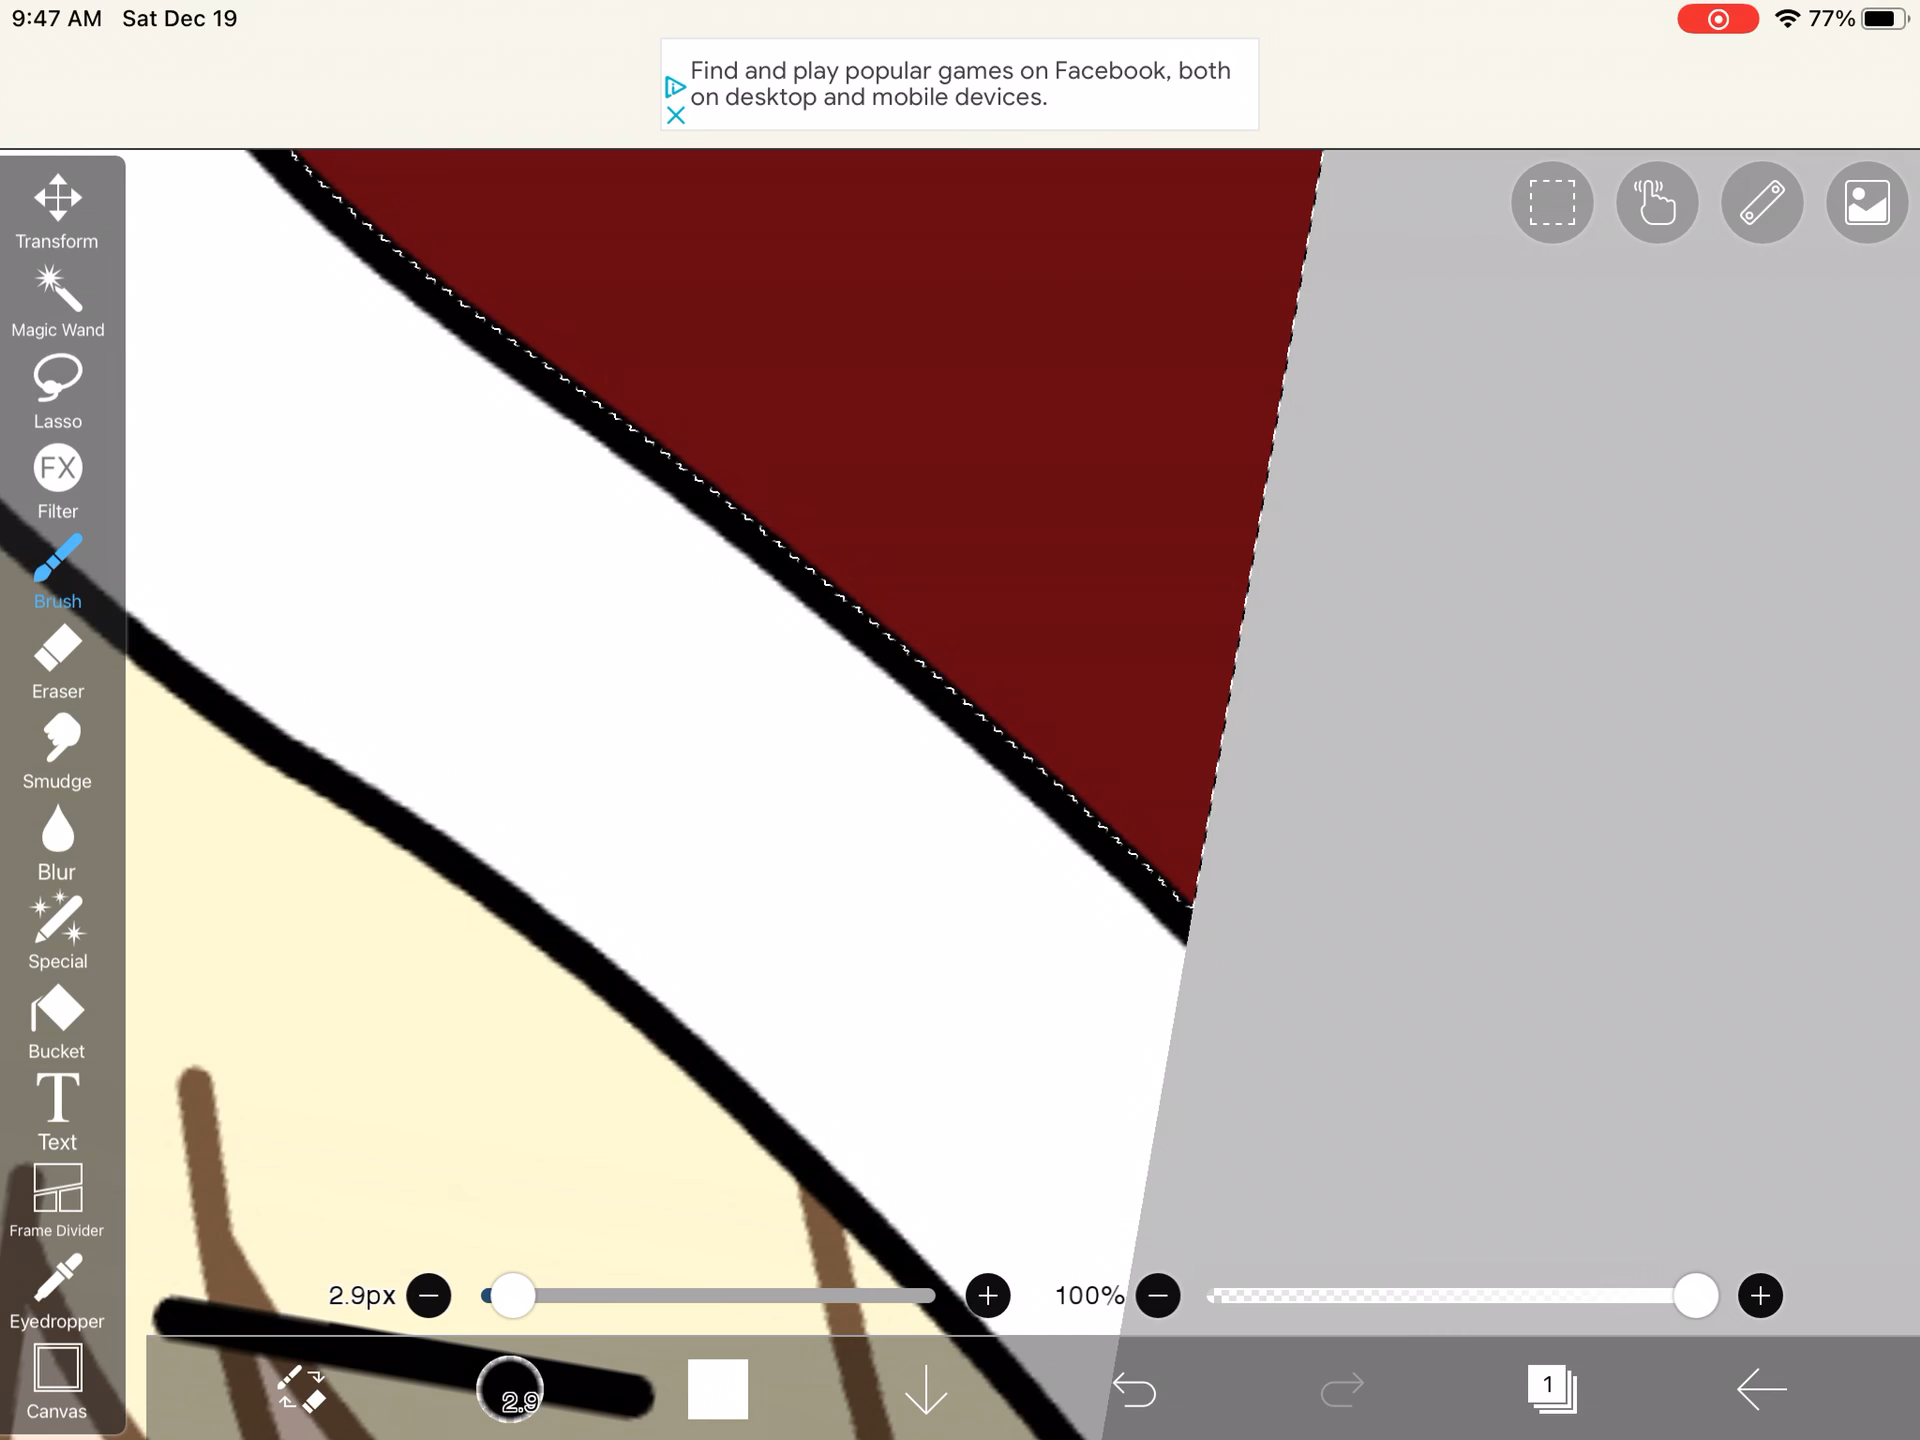 9:47 AM Sat Dec 19
77%
Find and play popular games on Facebook, both
on desktop and mobile devices.
Transform
Magic Wand
Lasso
FX
Filter
Brush
Eraser
Smudge
Blur
Special
Bucket
T
Text
Frame Divider
Eyedropper
Canvas
2.9px
100%
2.9
1